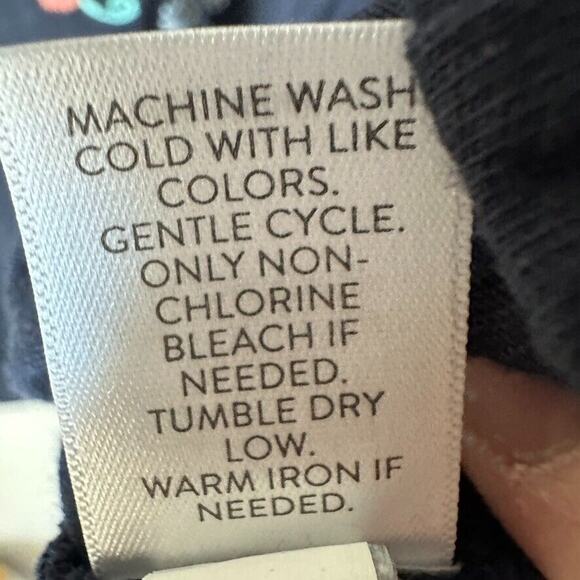 MACHINE WASH
COLD WITH LIKE
COLORS.
GENTLE CYCLE.
ONLY NON-
CHLORINE
BLEACH IF
NEEDED.
TUMBLE DRY
LOW.
WARM IRON IF
NEEDED.